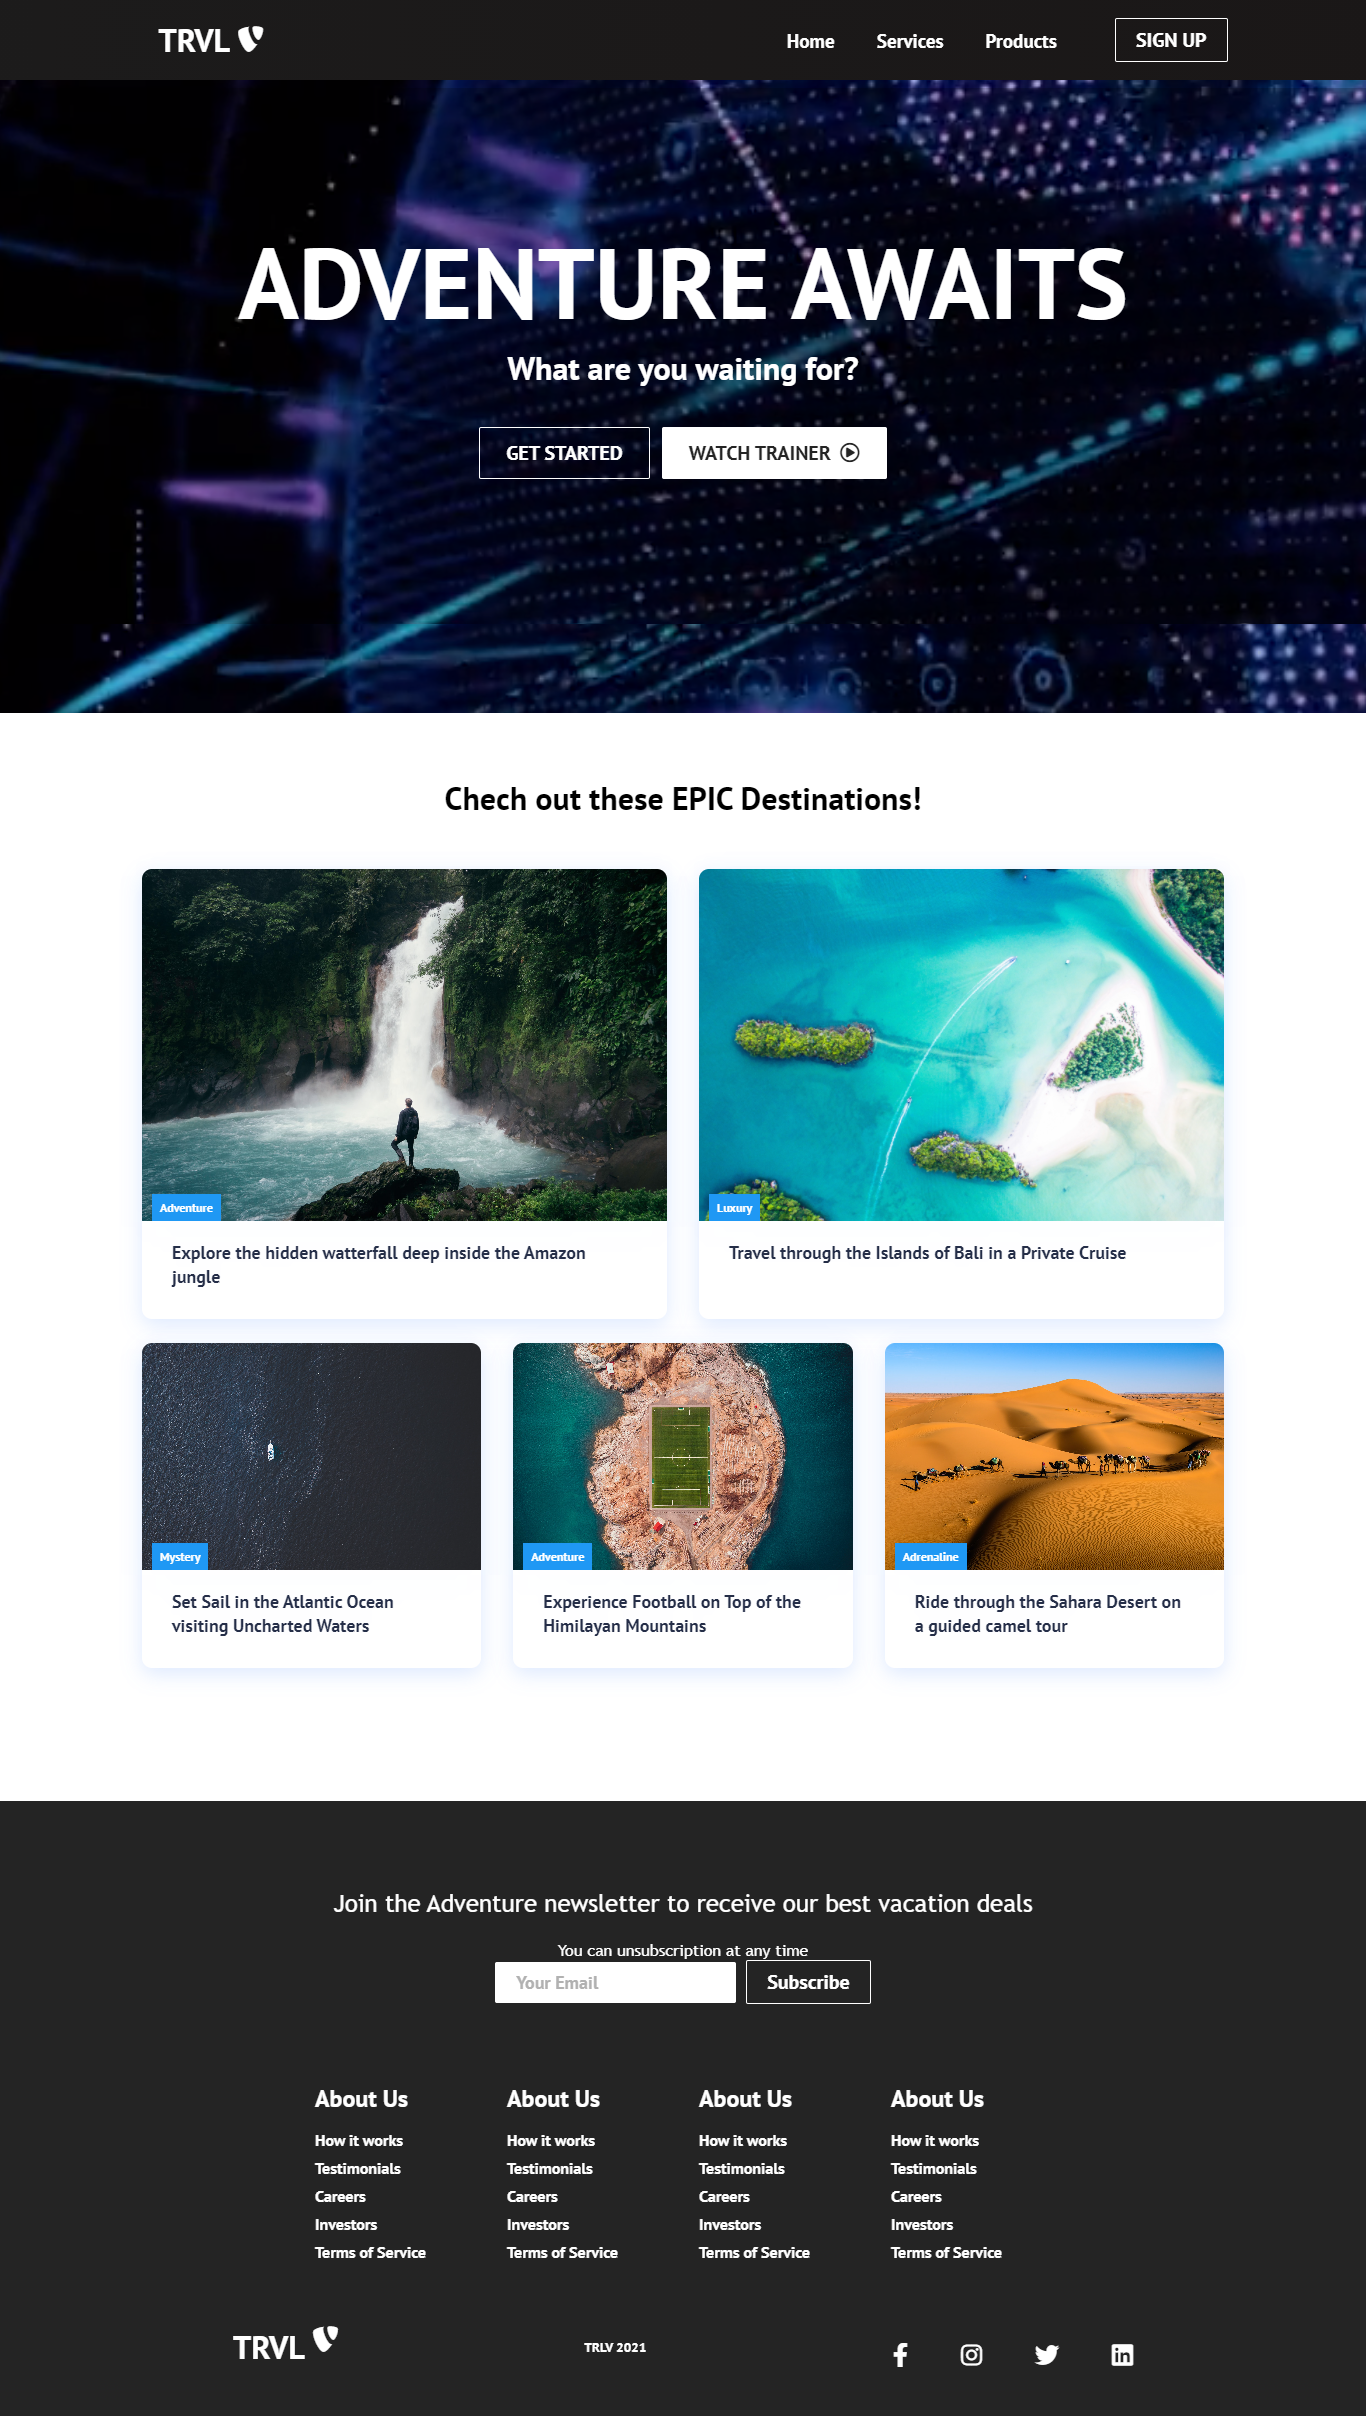 TRVL
Home Services Products SIGN UP
ADVENTURE AWAITS
What are you waiting for?
GET STARTED WATCH TRAINER
Chech out these EPIC Destinations!
Adventure
Explore the hidden watterfall deep inside the Amazon
jungle
Luxury
Travel through the Islands of Bali in a Private Cruise
Mystery
Set Sail in the Atlantic Ocean
visiting Uncharted Waters
Adventure
Experience Football on Top of the
Himilayan Mountains
Adrenaline
Ride through the Sahara Desert on
a guided camel tour
Join the Adventure newsletter to receive our best vacation deals
You can unsubscription at any time
Your Email Subscribe
About Us
How it works
Testimonials
Careers
Investors
Terms of Service
About Us
How it works
Testimonials
Careers
Investors
Terms of Service
About Us
How it works
Testimonials
Careers
Investors
Terms of Service
About Us
How it works
Testimonials
Careers
Investors
Terms of Service
TRVL
TRLV 2021